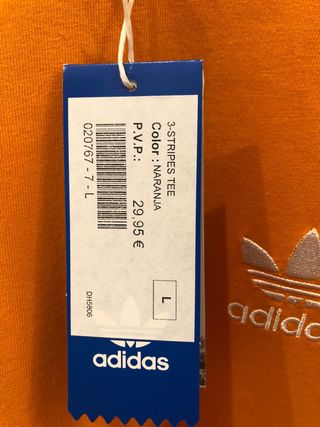 3-STRIPES TEE
Color : NARANJA
P.V.P.: 29,95 €
020767 - 7 - L
L
DH5806
adidas
adidas